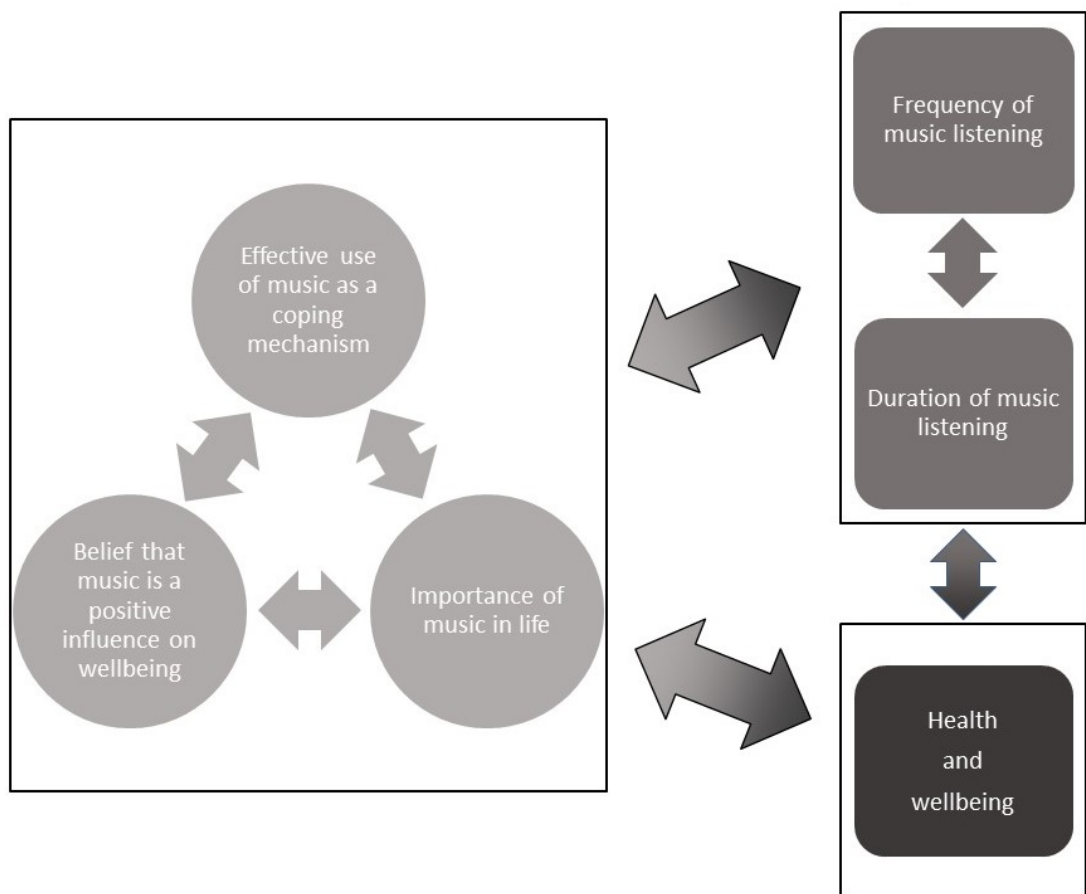 Effective use
of music as a
coping
mechanism
Belief that
music is a
positive
influence on
wellbeing
Importance of
music in life
Frequency of
music listening
Duration of music
listening
Health
and
wellbeing